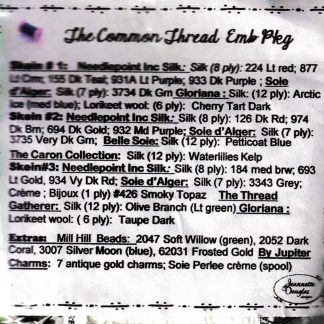 The Common Thread Emb Pkg
Skein # 1: Needlepoint Inc Silk: Silk (8 ply): 224 Lt red; 877
Lt Crm; 155 Dk Teal; 931A Lt Purple; 933 Dk Purple ; Soie
d'Alger: Silk (7 ply): 3734 Dk Grn Gloriana : Silk (12 ply): Arctic
Ice (med blue); Lorikeet wool: (6 ply): Cherry Tart Dark
Skein #2: Needlepoint Inc Silk: Silk (8 ply): 126 Dk Rd; 974
Dk Brn; 694 Dk Gold; 932 Md Purple; Soie d'Alger: Silk (7 ply):
3735 Very Dk Grn; Belle Soie: Silk (12 ply): Petticoat Blue
The Caron Collection: Silk (12 ply): Waterlilies Kelp
Skein#3: Needlepoint Inc Silk: Silk (8 ply): 184 med brw; 693
Lt Gold, 934 Vy Dk Rd; Soie d'Alger: Silk (7 ply): 3343 Grey;
Crème ; Bijoux (1 ply) #426 Smoky Topaz The Thread
Gatherer: Silk (12 ply): Olive Branch (Lt green) Gloriana :
Lorikeet wool: ( 6 ply): Taupe Dark
Extras: Mill Hill Beads: 2047 Soft Willow (green), 2052 Dark
Coral, 3007 Silver Moon (blue), 62031 Frosted Gold By Jupiter
Charms: 7 antique gold charms; Soie Perlee crème (spool)
Jeannette
Douglas